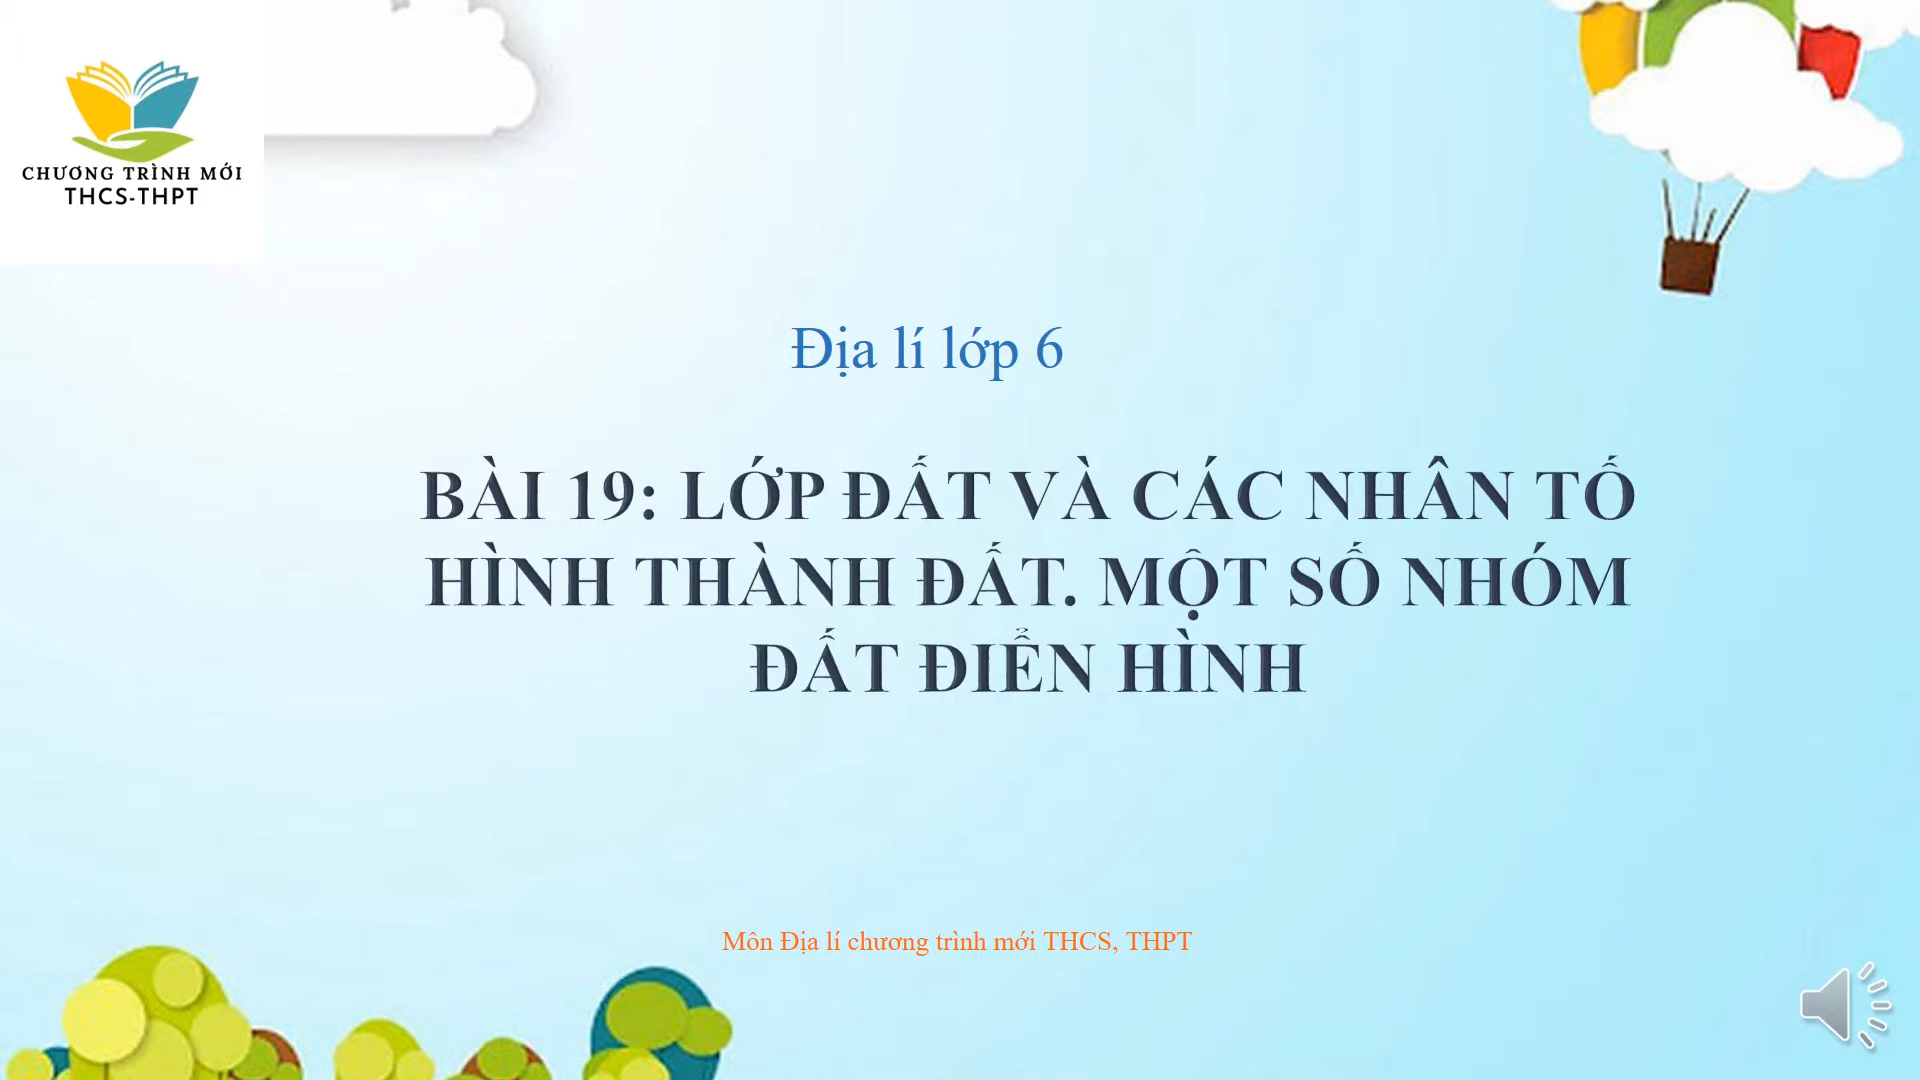 CHƯƠNG TRÌNH MỚI
THCS-THPT
Địa lí lớp 6
BÀI 19: LỚP ĐẤT VÀ CÁC NHÂN TỐ
HÌNH THÀNH ĐẤT. MỘT SỐ NHÓM
ĐẤT ĐIỂN HÌNH
Môn Địa lí chương trình mới THCS, THPT